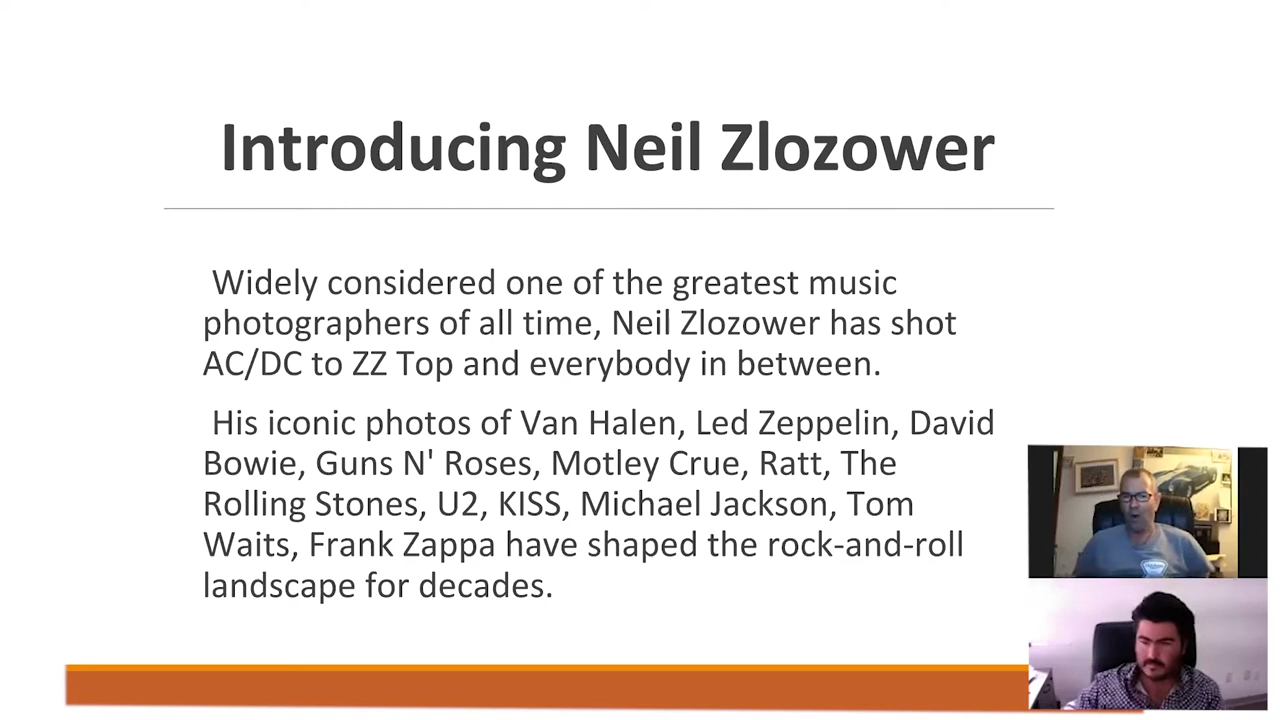 Introducing Neil Zlozower
Widely considered one of the greatest music
photographers of all time, Neil Zlozower has shot
AC/DC to ZZ Top and everybody in between.
His iconic photos of Van Halen, Led Zeppelin, David
Bowie, Guns N' Roses, Motley Crue, Ratt, The
Rolling Stones, U2, KISS, Michael Jackson, Tom
Waits, Frank Zappa have shaped the rock-and-roll
landscape for decades.